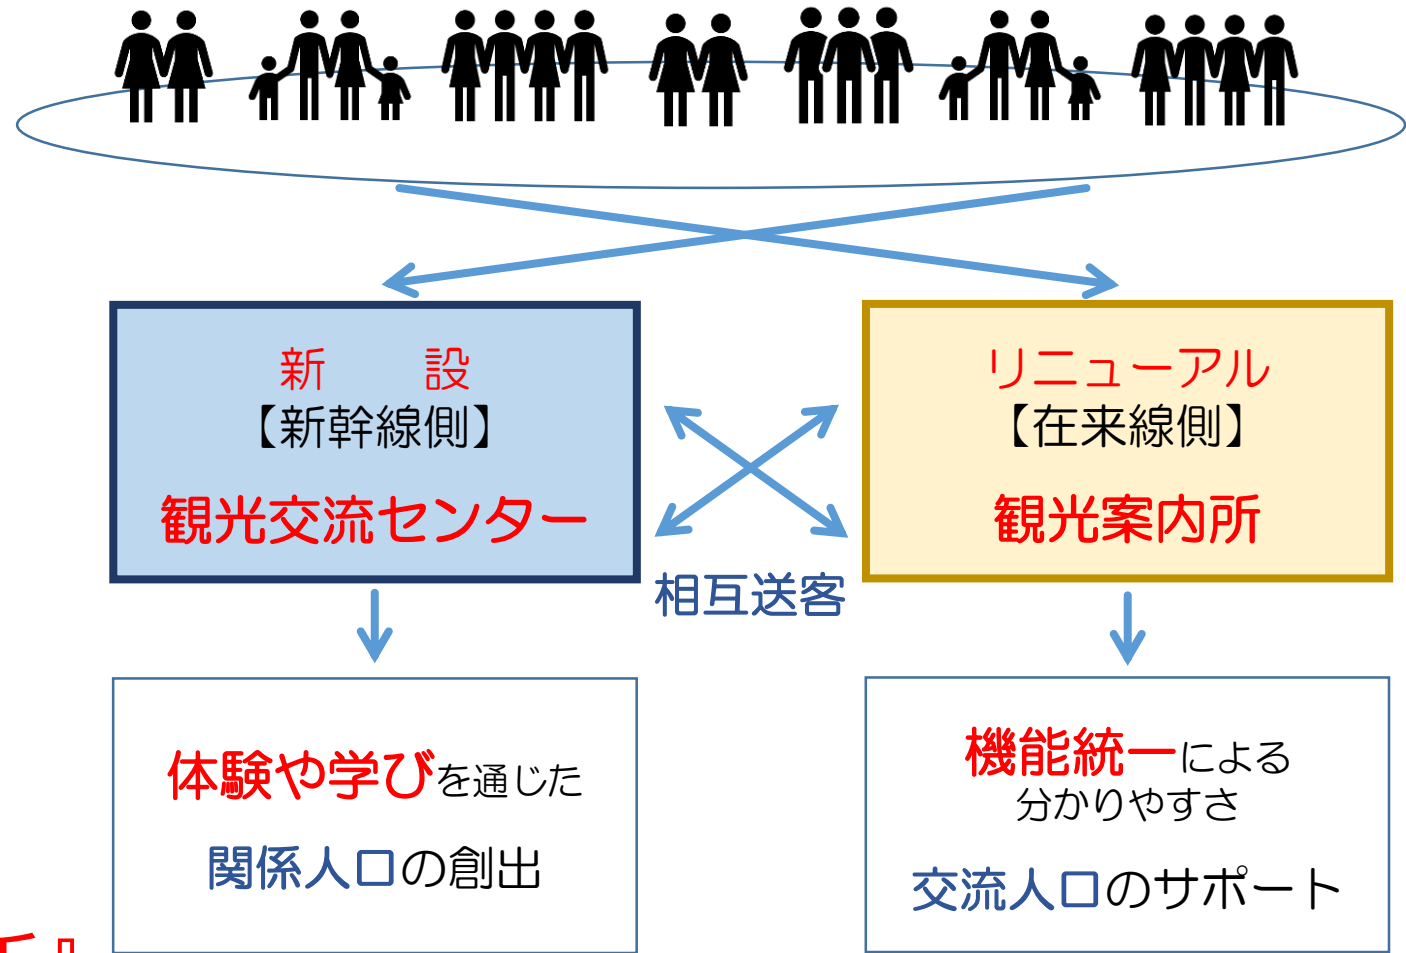 新　　設
【新幹線側】
観光交流センター
リニューアル
【在来線側】
観光案内所
相互送客
体験や学びを通じた
関係人口の創出
機能統一による
分かりやすさ
交流人口のサポート